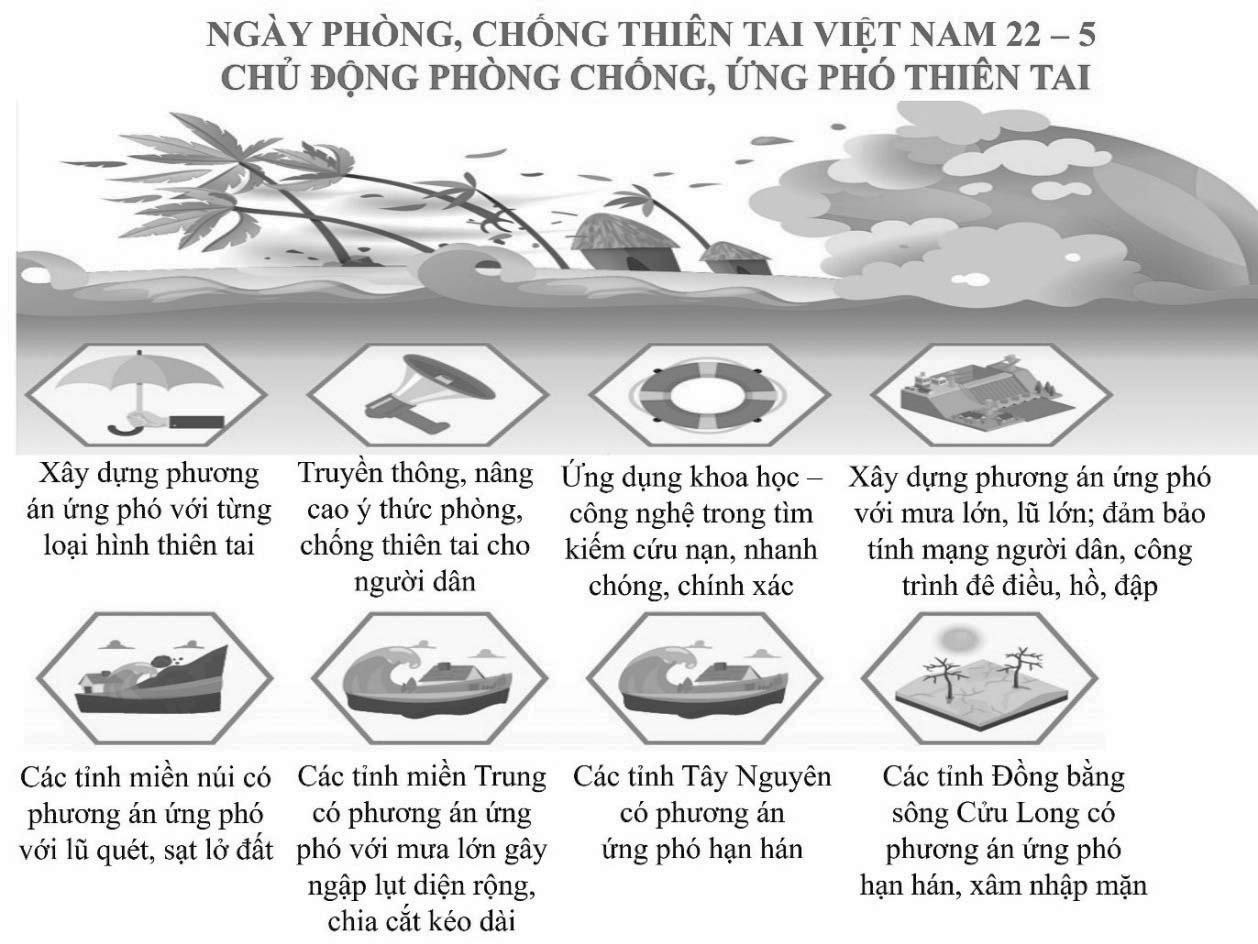 NGÀY PHÒNG, CHỐNG THIÊN TAI VIỆT NAM 22 – 5
CHỦ ĐỘNG PHÒNG CHỐNG, ỨNG PHÓ THIÊN TAI
Xây dựng phương
án ứng phó với từng
loại hình thiên tai
Truyền thông, nâng
cao ý thức phòng,
chống thiên tai cho
người dân
Ứng dụng khoa học –
công nghệ trong tìm
kiếm cứu nạn, nhanh
chóng, chính xác
Xây dựng phương án ứng phó
với mưa lớn, lũ lớn; đảm bảo
tính mạng người dân, công
trình đê điều, hồ, đập
Các tỉnh miền núi có
phương án ứng phó
với lũ quét, sạt lở đất
Các tỉnh miền Trung
có phương án ứng
phó với mưa lớn gây
ngập lụt diện rộng,
chia cắt kéo dài
Các tỉnh Tây Nguyên
có phương án
ứng phó hạn hán
Các tỉnh Đồng bằng
sông Cửu Long có
phương án ứng phó
hạn hán, xâm nhập mặn